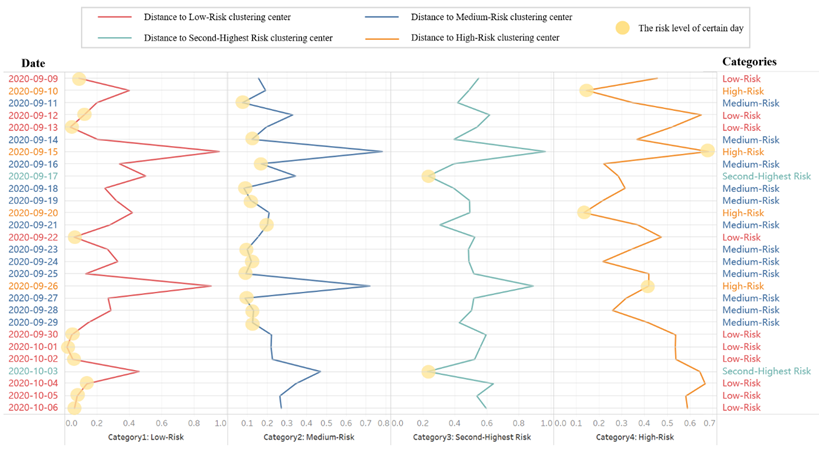 Distance to Low-Risk clustering center
Distance to Medium-Risk clustering center
Distance to Second-Highest Risk clustering center
Distance to High-Risk clustering center
The risk level of certain day
Date
Categories
2020-09-09 Low-Risk
2020-09-10 High-Risk
2020-09-11 Medium-Risk
2020-09-12 Low-Risk
2020-09-13 Low-Risk
2020-09-14 Medium-Risk
2020-09-15 High-Risk
2020-09-16 Medium-Risk
2020-09-17 Second-Highest Risk
2020-09-18 Medium-Risk
2020-09-19 Medium-Risk
2020-09-20 High-Risk
2020-09-21 Medium-Risk
2020-09-22 Low-Risk
2020-09-23 Medium-Risk
2020-09-24 Medium-Risk
2020-09-25 Medium-Risk
2020-09-26 High-Risk
2020-09-27 Medium-Risk
2020-09-28 Medium-Risk
2020-09-29 Medium-Risk
2020-09-30 Low-Risk
2020-10-01 Low-Risk
2020-10-02 Low-Risk
2020-10-03 Second-Highest Risk
2020-10-04 Low-Risk
2020-10-05 Low-Risk
2020-10-06 Low-Risk
0.0 0.2 0.4 0.6 0.8 1.0 0.1 0.2 0.3 0.4 0.5 0.6 0.7 0.8 0.0 0.2 0.4 0.6 0.8 1.0 0.1 0.2 0.3 0.4 0.5 0.6 0.7
Category1: Low-Risk
Category2: Medium-Risk
Category3: Second-Highest Risk
Category4: High-Risk